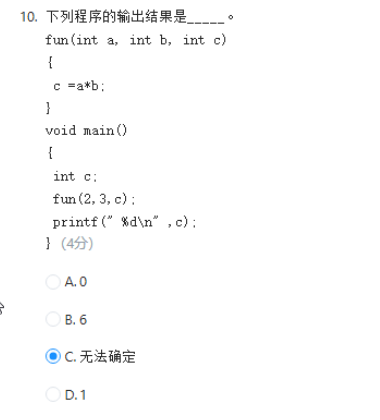 10. 下列程序的输出结果是_____。
fun(int a, int b, int c)
{
c =a*b;
}
void main()
{
int c;
fun(2,3,c);
printf(" %d\n" ,c);
} (4分)
A. 0
B. 6
C. 无法确定
D. 1